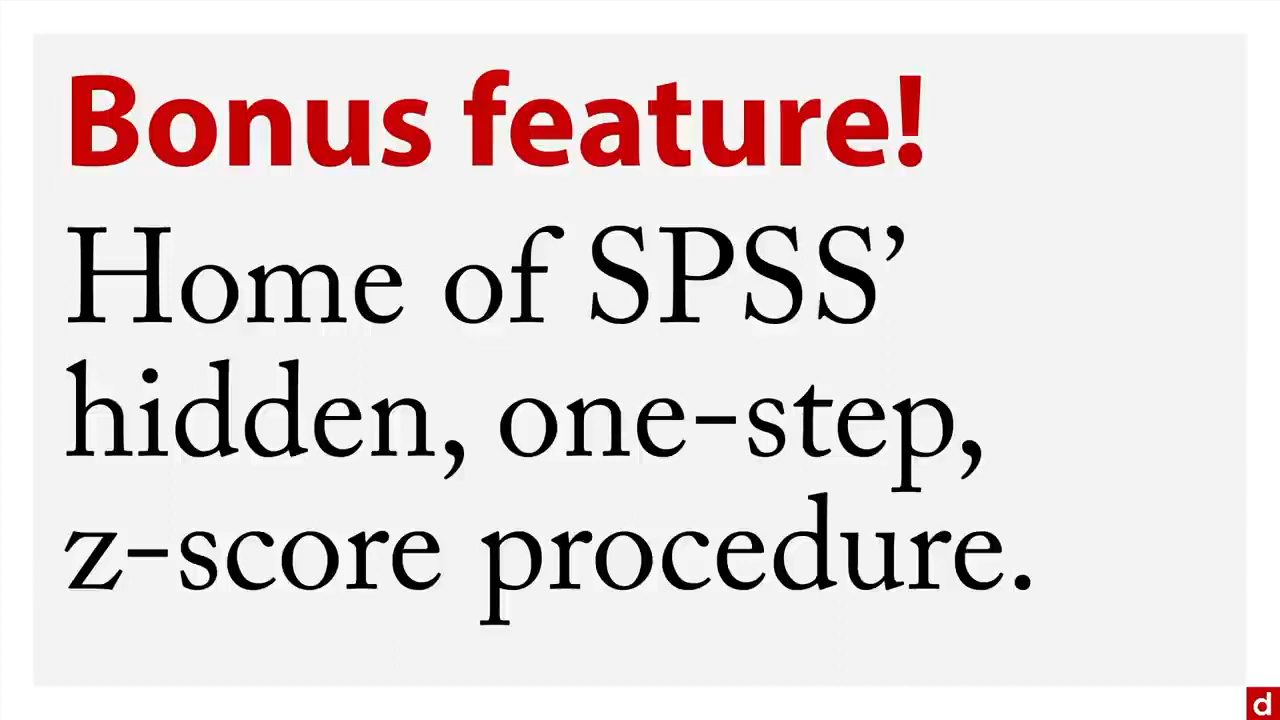 Bonus feature!
Home of SPSS’
hidden, one-step,
z-score procedure.
d